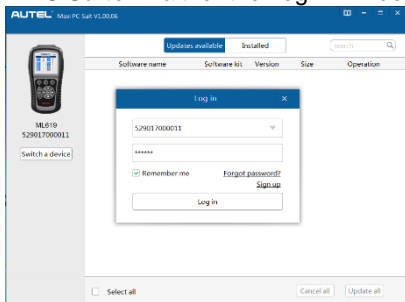 AUTEL® Maxi PC Suit V1.00.06
Updates available Installed
search
Software name Software kit Version Size Operation
Log in ×
529017000011
******
Remember me Forgot password?
Sign up
Log in
ML619
529017000011
Switch a device
Select all Cancel all Update all